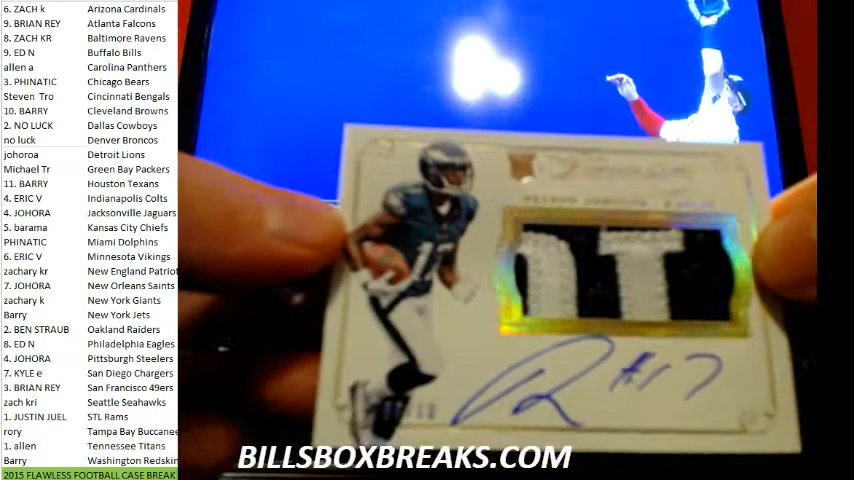 6. ZACH k Arizona Cardinals
9. BRIAN REY Atlanta Falcons
8. ZACH KR Baltimore Ravens
9. ED N Buffalo Bills
allen a Carolina Panthers
3. PHINATIC Chicago Bears
Steven Tro Cincinnati Bengals
10. BARRY Cleveland Browns
2. NO LUCK Dallas Cowboys
no luck Denver Broncos
johoroa Detroit Lions
Michael Tr Green Bay Packers
11. BARRY Houston Texans
4. ERIC V Indianapolis Colts
4. JOHORA Jacksonville Jaguars
5. barama Kansas City Chiefs
PHINATIC Miami Dolphins
6. ERIC V Minnesota Vikings
zachary kr New England Patriot
7. JOHORA New Orleans Saints
zachary k New York Giants
Barry New York Jets
2. BEN STRAUB Oakland Raiders
8. ED N Philadelphia Eagles
4. JOHORA Pittsburgh Steelers
7. KYLE e San Diego Chargers
3. BRIAN REY San Francisco 49ers
zach kri Seattle Seahawks
1. JUSTIN JUEL STL Rams
rory Tampa Bay Buccanee
1. allen Tennessee Titans
Barry Washington Redskin
2015 FLAWLESS FOOTBALL CASE BREAK
#17
BILLSBOXBREAKS.COM